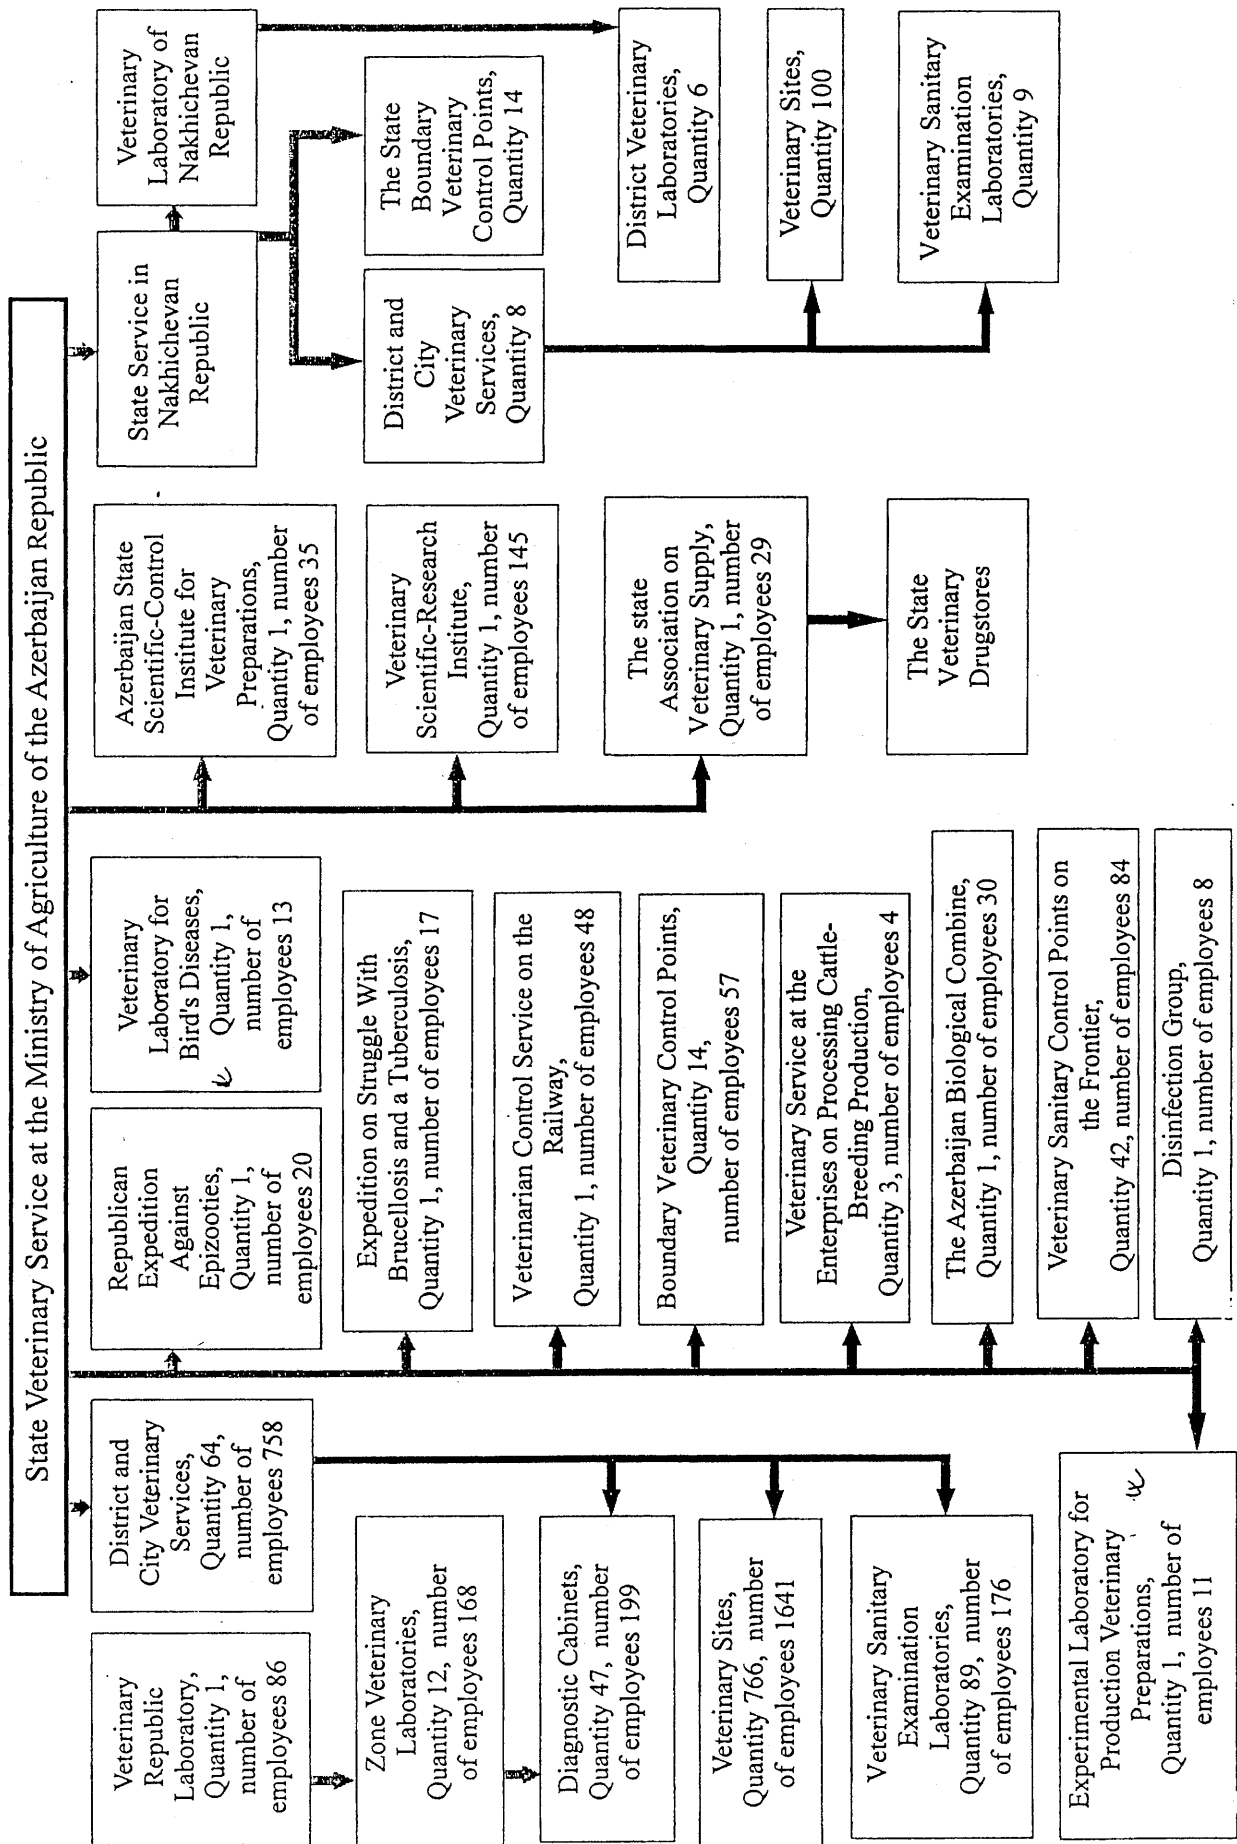 State Veterinary Service at the Ministry of Agriculture of the Azerbaijan Republic
Veterinary
Republic
Laboratory,
Quantity 1,
number of
employees 86
District and
City Veterinary
Services,
Quantity 64,
number of
employees 758
Republican
Expedition
Against
Epizooties,
Quantity 1,
number of
employees 20
Veterinary
Laboratory for
Bird's Diseases,
Quantity 1,
number of
employees 13
Azerbaijan State
Scientific-Control
Institute for
Veterinary
Preparations,
Quantity 1, number
of employees 35
State Service in
Nakhichevan
Republic
Veterinary
Laboratory of
Nakhichevan
Republic
Zone Veterinary
Laboratories,
Quantity 12, number
of employees 168
Diagnostic Cabinets,
Quantity 47, number
of employees 199
Veterinary Sites,
Quantity 766, number
of employees 1641
Veterinary Sanitary
Examination
Laboratories,
Quantity 89, number
of employees 176
Experimental Laboratory for
Production Veterinary
Preparations,
Quantity 1, number of
employees 11
Expedition on Struggle With
Brucellosis and a Tuberculosis,
Quantity 1, number of employees 17
Veterinarian Control Service on the
Railway,
Quantity 1, number of employees 48
Boundary Veterinary Control Points,
Quantity 14,
number of employees 57
Veterinary Service at the
Enterprises on Processing Cattle-
Breeding Production,
Quantity 3, number of employees 4
The Azerbaijan Biological Combine,
Quantity 1, number of employees 30
Veterinary Sanitary Control Points on
the Frontier,
Quantity 42, number of employees 84
Disinfection Group,
Quantity 1, number of employees 8
Veterinary
Scientific-Research
Institute,
Quantity 1, number
of employees 145
The state
Association on
Veterinary Supply,
Quantity 1, number
of employees 29
The State
Veterinary
Drugstores
District and
City
Veterinary
Services,
Quantity 8
The State
Boundary
Veterinary
Control Points,
Quantity 14
District Veterinary
Laboratories,
Quantity 6
Veterinary Sites,
Quantity 100
Veterinary Sanitary
Examination
Laboratories,
Quantity 9